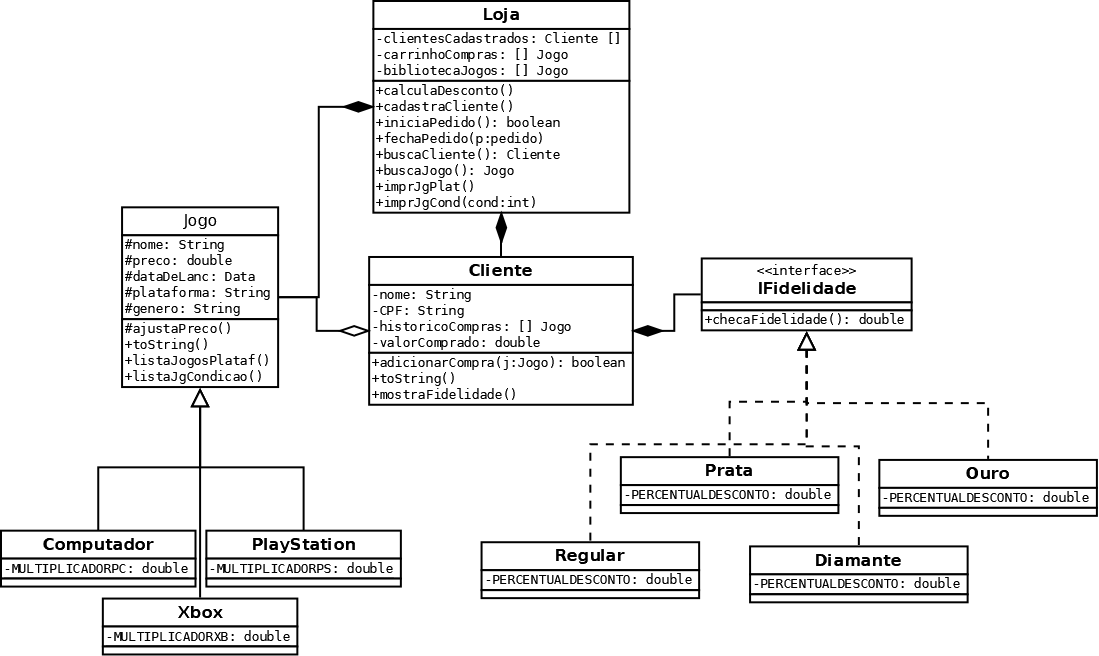 Loja
-clientesCadastrados: Cliente []
-carrinhoCompras: [] Jogo
-bibliotecaJogos: [] Jogo
+calculaDesconto()
+cadastraCliente()
+iniciaPedido(): boolean
+fechaPedido(p:pedido)
+buscaCliente(): Cliente
+buscaJogo(): Jogo
+imprJgPlat()
+imprJgCond(cond:int)
Jogo
#nome: String
#preco: double
#dataDeLanc: Data
#plataforma: String
#genero: String
#ajustaPreco()
+toString()
+listaJogosPlataf()
+listaJgCondicao()
Cliente
-nome: String
-CPF: String
-historicoCompras: [] Jogo
-valorComprado: double
+adicionarCompra(j:Jogo): boolean
+toString()
+mostraFidelidade()
<<interface>>
IFidelidade
+checaFidelidade(): double
Computador
-MULTIPLICADORPC: double
PlayStation
-MULTIPLICADORPS: double
Xbox
-MULTIPLICADORXB: double
Prata
-PERCENTUALDESCONTO: double
Ouro
-PERCENTUALDESCONTO: double
Regular
-PERCENTUALDESCONTO: double
Diamante
-PERCENTUALDESCONTO: double